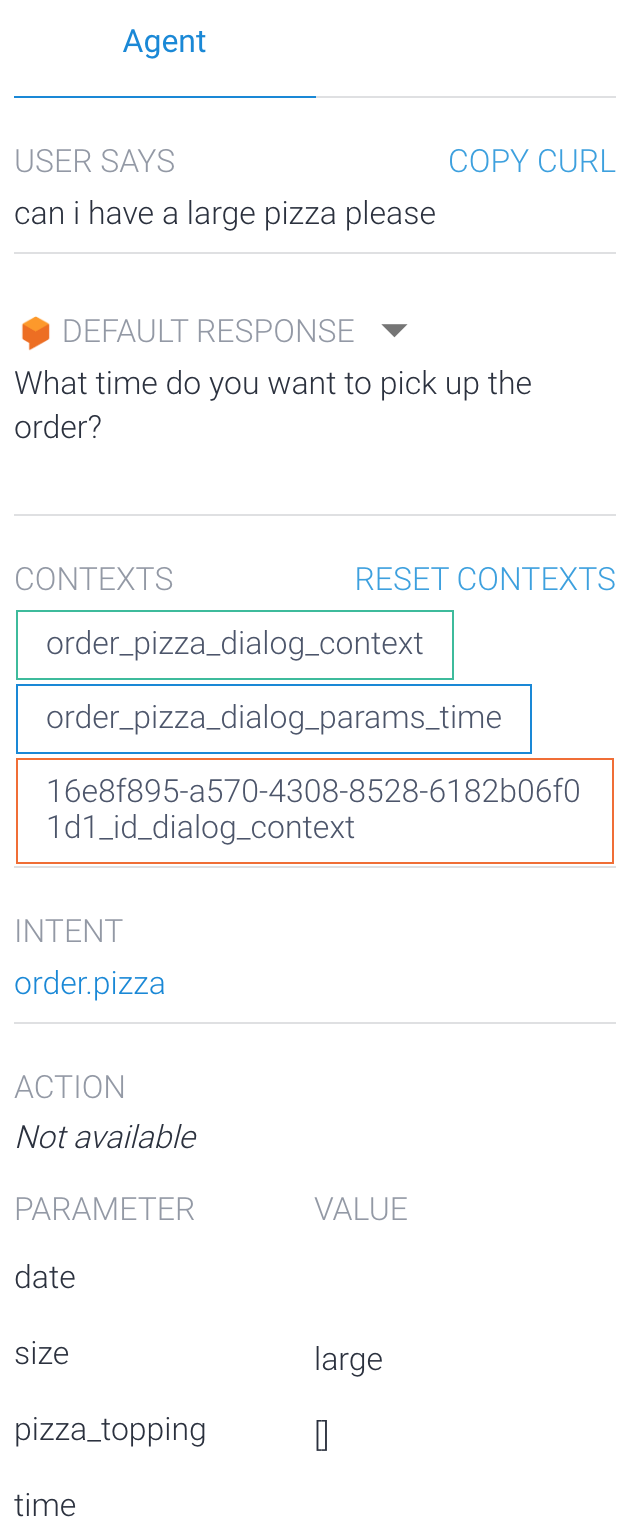 Agent
USER SAYS COPY CURL
can i have a large pizza please
DEFAULT RESPONSE
What time do you want to pick up the
order?
CONTEXTS RESET CONTEXTS
order_pizza_dialog_context
order_pizza_dialog_params_time
16e8f895-a570-4308-8528-6182b06f0
1d1_id_dialog_context
INTENT
order.pizza
ACTION
Not available
PARAMETER VALUE
date
size large
pizza_topping []
time